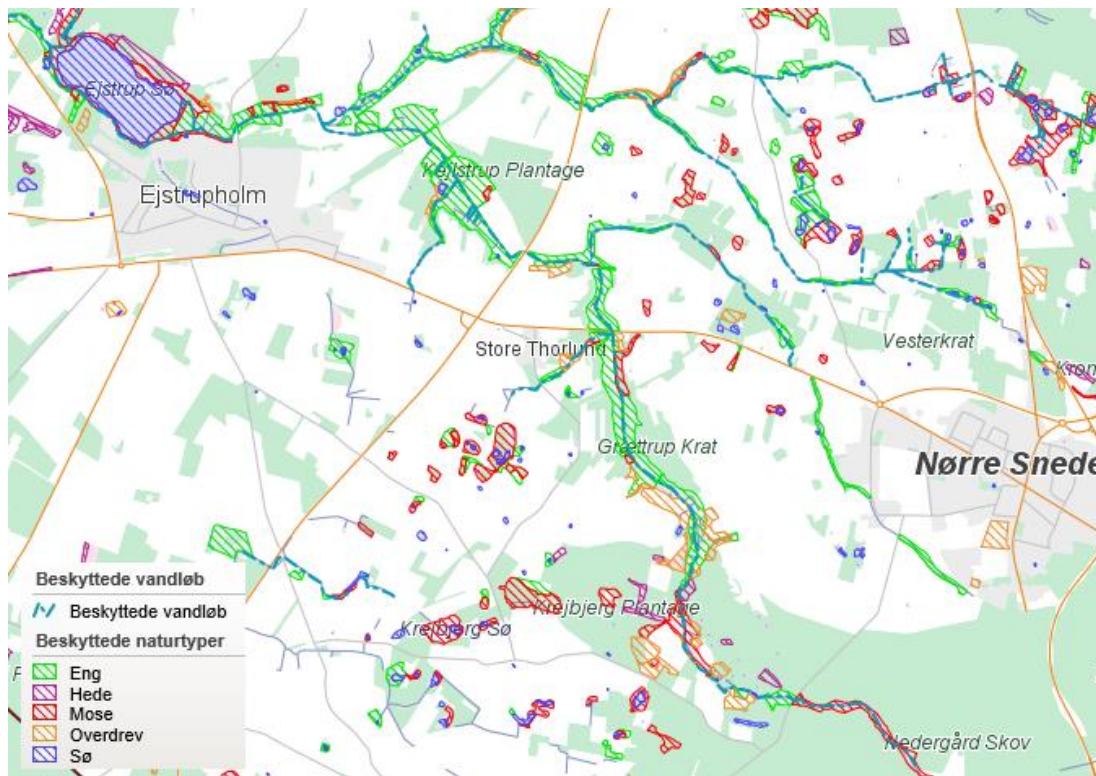 Ejstrup Sø
Kejlstrup Plantage
Ejstrupholm
Store Thorlund
Vesterkrat
Grættrup Krat
Nørre Snede
Krejbjerg Plantage
Krejbjerg Sø
Nedergård Skov
Beskyttede vandløb
Beskyttede vandløb
Beskyttede naturtyper
Eng
Hede
Mose
Overdrev
Sø